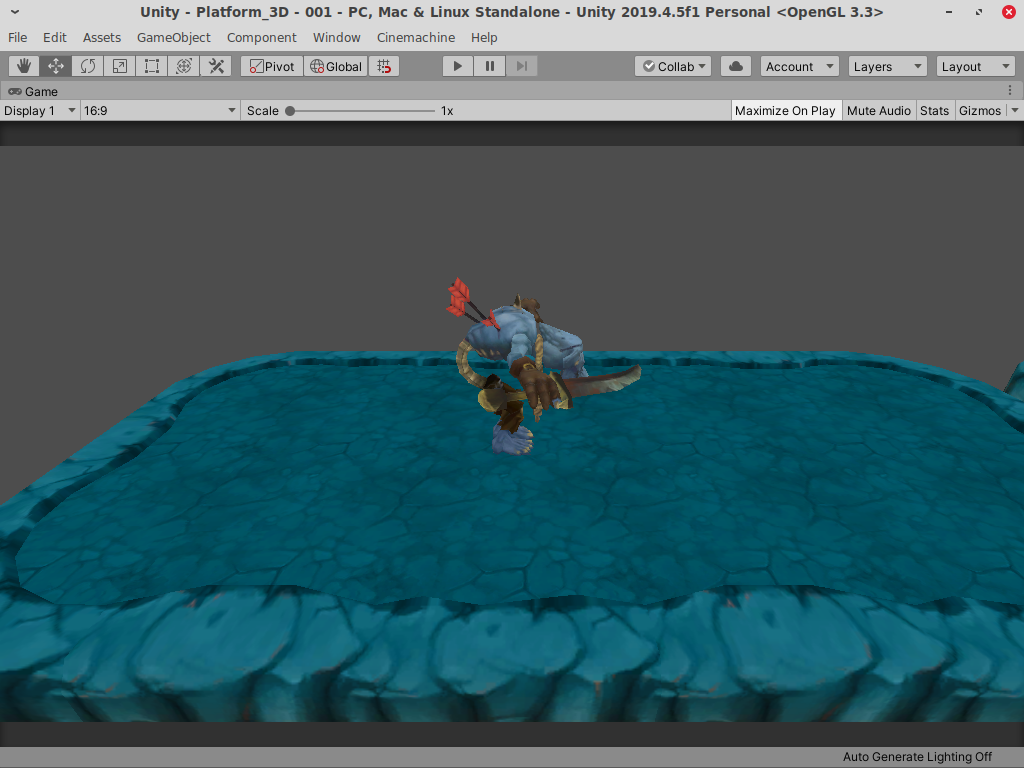 Unity - Platform_3D - 001 - PC, Mac & Linux Standalone - Unity 2019.4.5f1 Personal <OpenGL 3.3>
File Edit Assets GameObject Component Window Cinemachine Help
Pivot Global Collab Account Layers Layout
Game
Display 1 16:9 Scale 1x Maximize On Play Mute Audio Stats Gizmos
Auto Generate Lighting Off